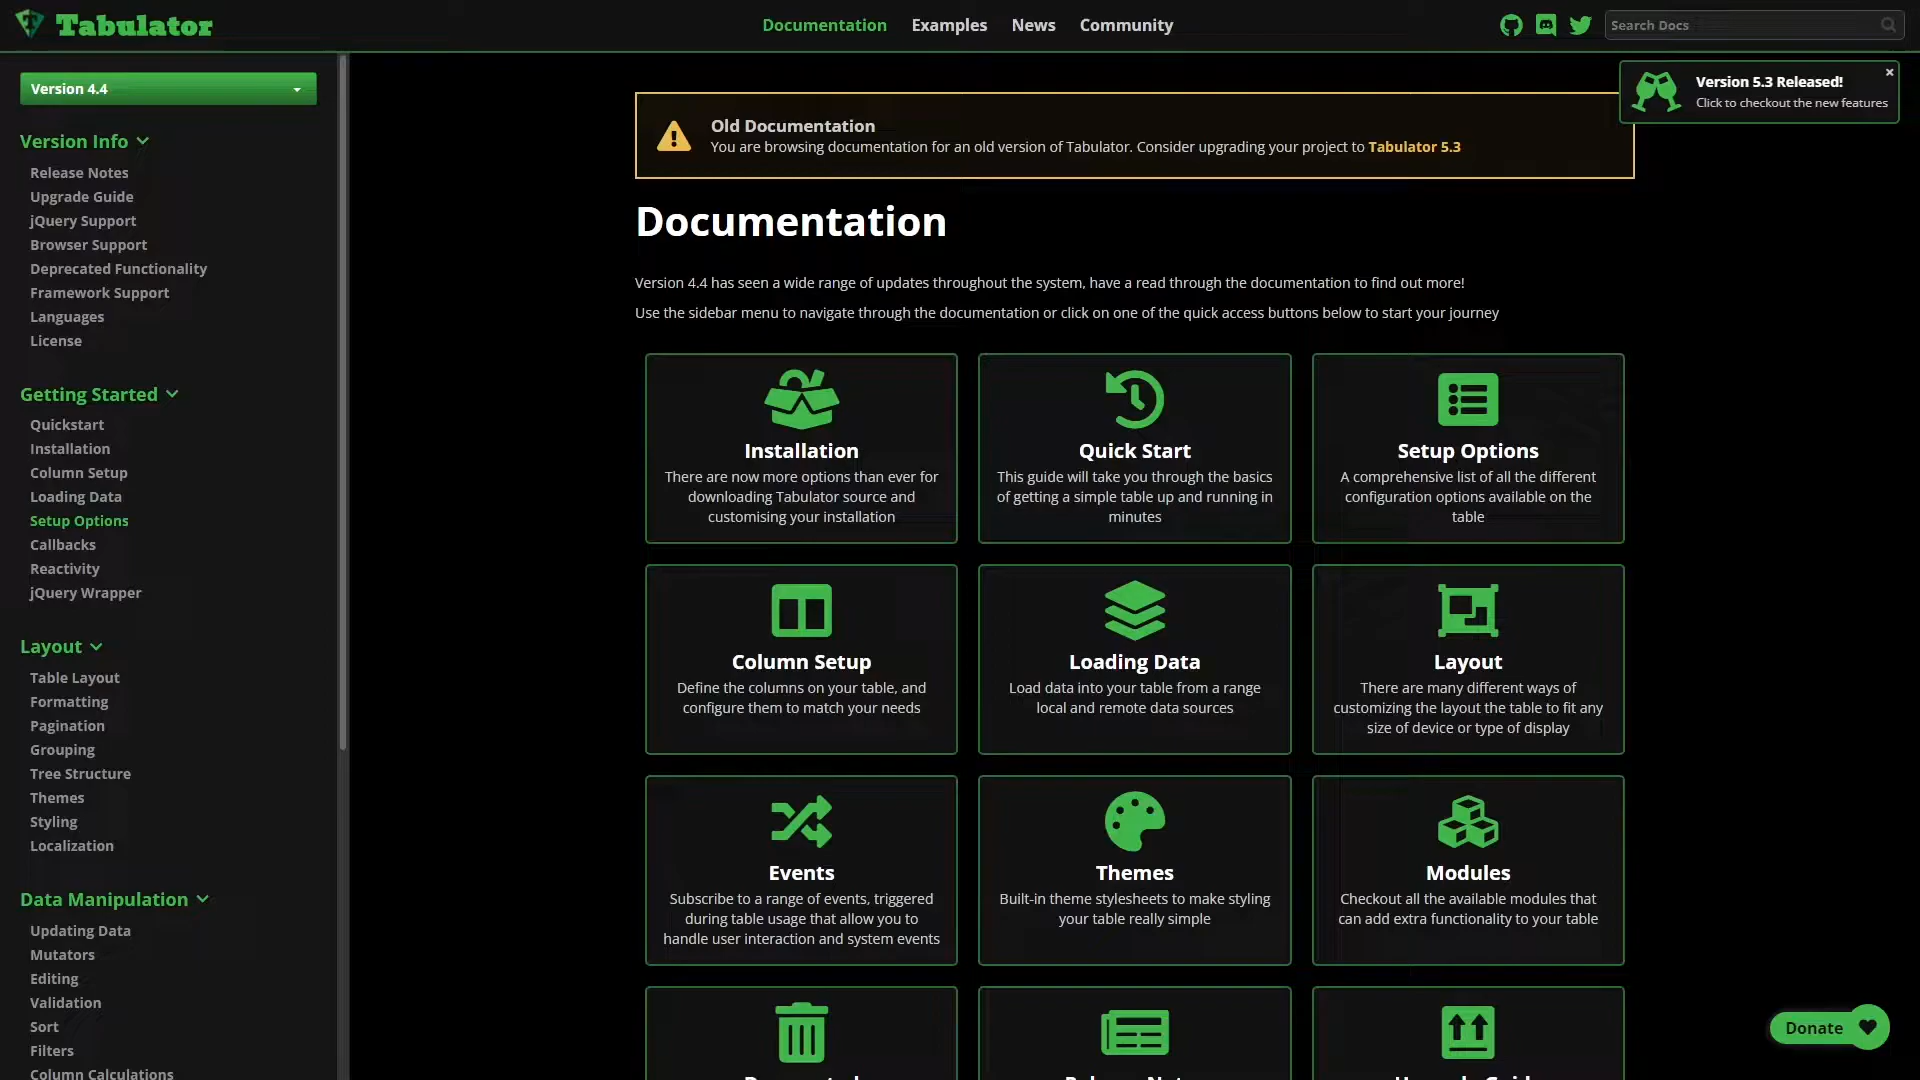 Tabulator
Documentation
Examples
News
Community
Search Docs
Version 4.4
Version Info
Release Notes
Upgrade Guide
jQuery Support
Browser Support
Deprecated Functionality
Framework Support
Languages
License
Getting Started
Quickstart
Installation
Column Setup
Loading Data
Setup Options
Callbacks
Reactivity
jQuery Wrapper
Layout
Table Layout
Formatting
Pagination
Grouping
Tree Structure
Themes
Styling
Localization
Data Manipulation
Updating Data
Mutators
Editing
Validation
Sort
Filters
Column Calculations
Version 5.3 Released!
Click to checkout the new features
Old Documentation
You are browsing documentation for an old version of Tabulator. Consider upgrading your project to Tabulator 5.3
Documentation
Version 4.4 has seen a wide range of updates throughout the system, have a read through the documentation to find out more!
Use the sidebar menu to navigate through the documentation or click on one of the quick access buttons below to start your journey
Installation
There are now more options than ever for
downloading Tabulator source and
customising your installation
Quick Start
This guide will take you through the basics
of getting a simple table up and running in
minutes
Setup Options
A comprehensive list of all the different
configuration options available on the
table
Column Setup
Define the columns on your table, and
configure them to match your needs
Loading Data
Load data into your table from a range
local and remote data sources
Layout
There are many different ways of
customizing the layout the table to fit any
size of device or type of display
Events
Subscribe to a range of events, triggered
during table usage that allow you to
handle user interaction and system events
Themes
Built-in theme stylesheets to make styling
your table really simple
Modules
Checkout all the available modules that
can add extra functionality to your table
Donate